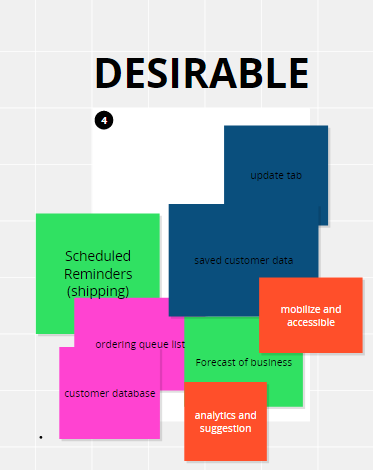 DESIRABLE
4
update tab
saved customer data
Scheduled
Reminders
(shipping)
mobilize and
accessible
ordering queue list
Forecast of business
customer database
analytics and
suggestion